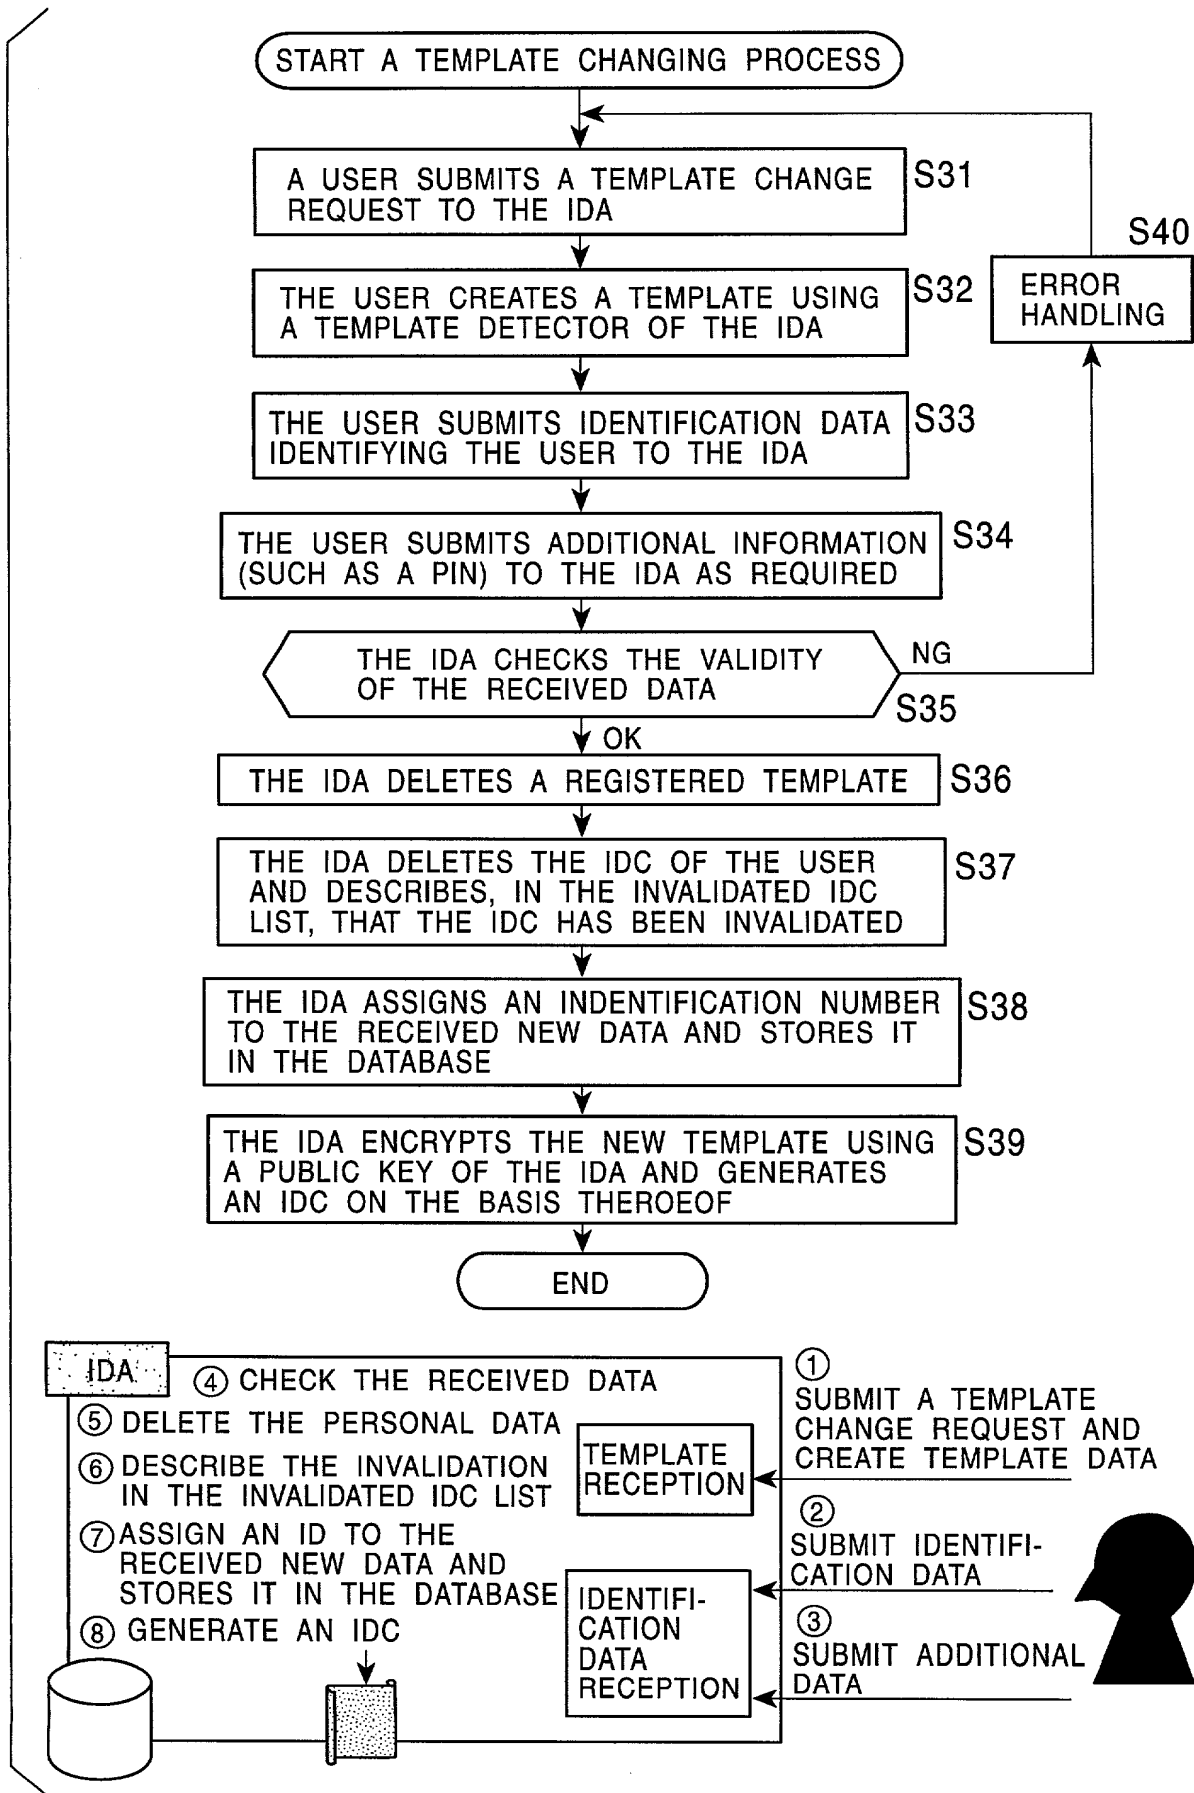 START A TEMPLATE CHANGING PROCESS
A USER SUBMITS A TEMPLATE CHANGE
REQUEST TO THE IDA
S31
S40
ERROR
HANDLING
THE USER CREATES A TEMPLATE USING
A TEMPLATE DETECTOR OF THE IDA
S32
THE USER SUBMITS IDENTIFICATION DATA
IDENTIFYING THE USER TO THE IDA
S33
THE USER SUBMITS ADDITIONAL INFORMATION
(SUCH AS A PIN) TO THE IDA AS REQUIRED
S34
THE IDA CHECKS THE VALIDITY
OF THE RECEIVED DATA
NG
S35
OK
THE IDA DELETES A REGISTERED TEMPLATE
S36
THE IDA DELETES THE IDC OF THE USER
AND DESCRIBES, IN THE INVALIDATED IDC
LIST, THAT THE IDC HAS BEEN INVALIDATED
S37
THE IDA ASSIGNS AN INDENTIFICATION NUMBER
TO THE RECEIVED NEW DATA AND STORES IT
IN THE DATABASE
S38
THE IDA ENCRYPTS THE NEW TEMPLATE USING
A PUBLIC KEY OF THE IDA AND GENERATES
AN IDC ON THE BASIS THEROEOF
S39
END
IDA
④ CHECK THE RECEIVED DATA
⑤ DELETE THE PERSONAL DATA
⑥ DESCRIBE THE INVALIDATION
IN THE INVALIDATED IDC LIST
⑦ ASSIGN AN ID TO THE
RECEIVED NEW DATA AND
STORES IT IN THE DATABASE
⑧ GENERATE AN IDC
TEMPLATE
RECEPTION
IDENTIFI-
CATION
DATA
RECEPTION
①
SUBMIT A TEMPLATE
CHANGE REQUEST AND
CREATE TEMPLATE DATA
②
SUBMIT IDENTIFI-
CATION DATA
③
SUBMIT ADDITIONAL
DATA